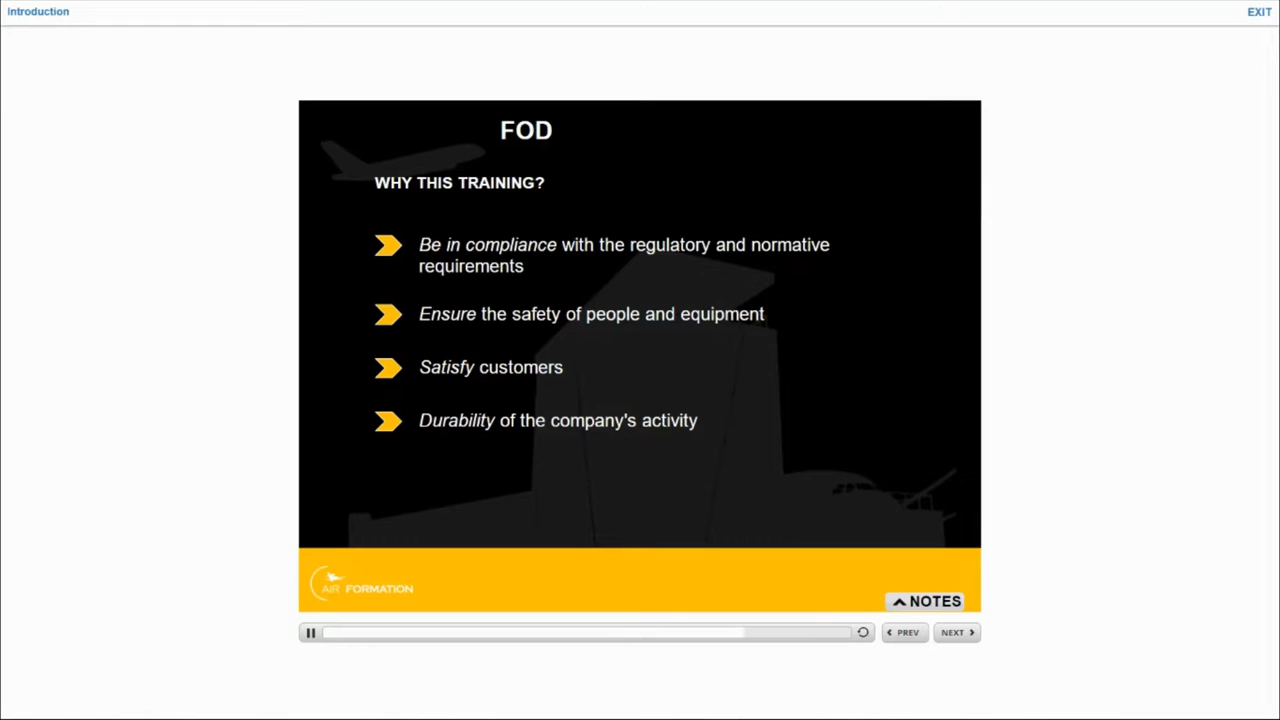 Introduction
EXIT
FOD
WHY THIS TRAINING?
Be in compliance with the regulatory and normative
requirements
Ensure the safety of people and equipment
Satisfy customers
Durability of the company's activity
AIR FORMATION
NOTES
PREV
NEXT